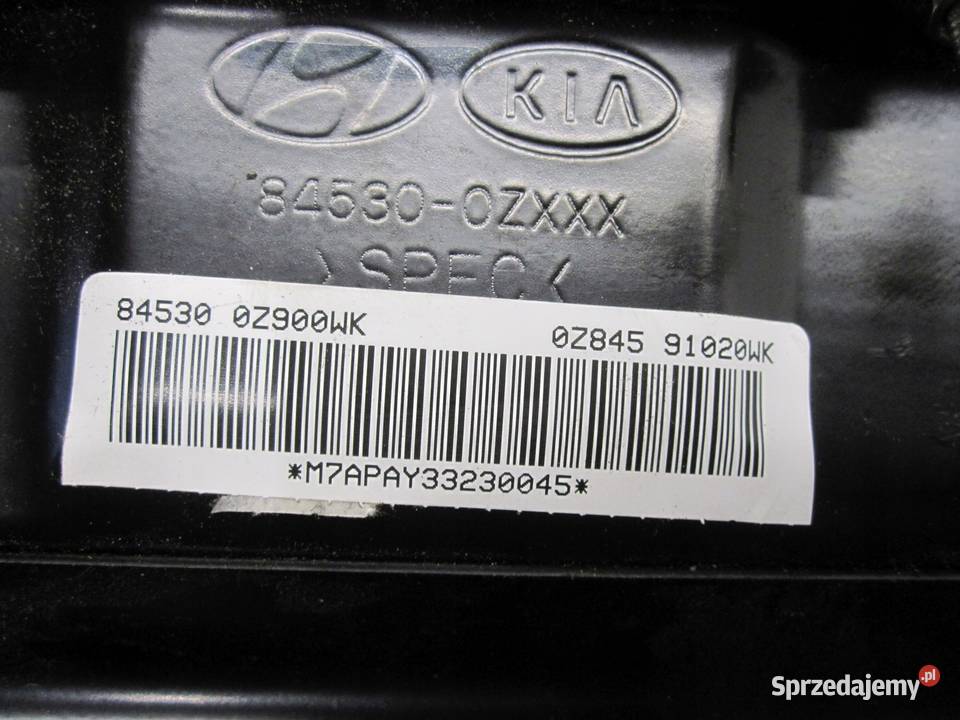 KIA
84530-0ZXXX
>SPEC<
84530 0Z900WK 0Z845 91020WK
*M7APAY33230045*
Sprzedajemy.pl